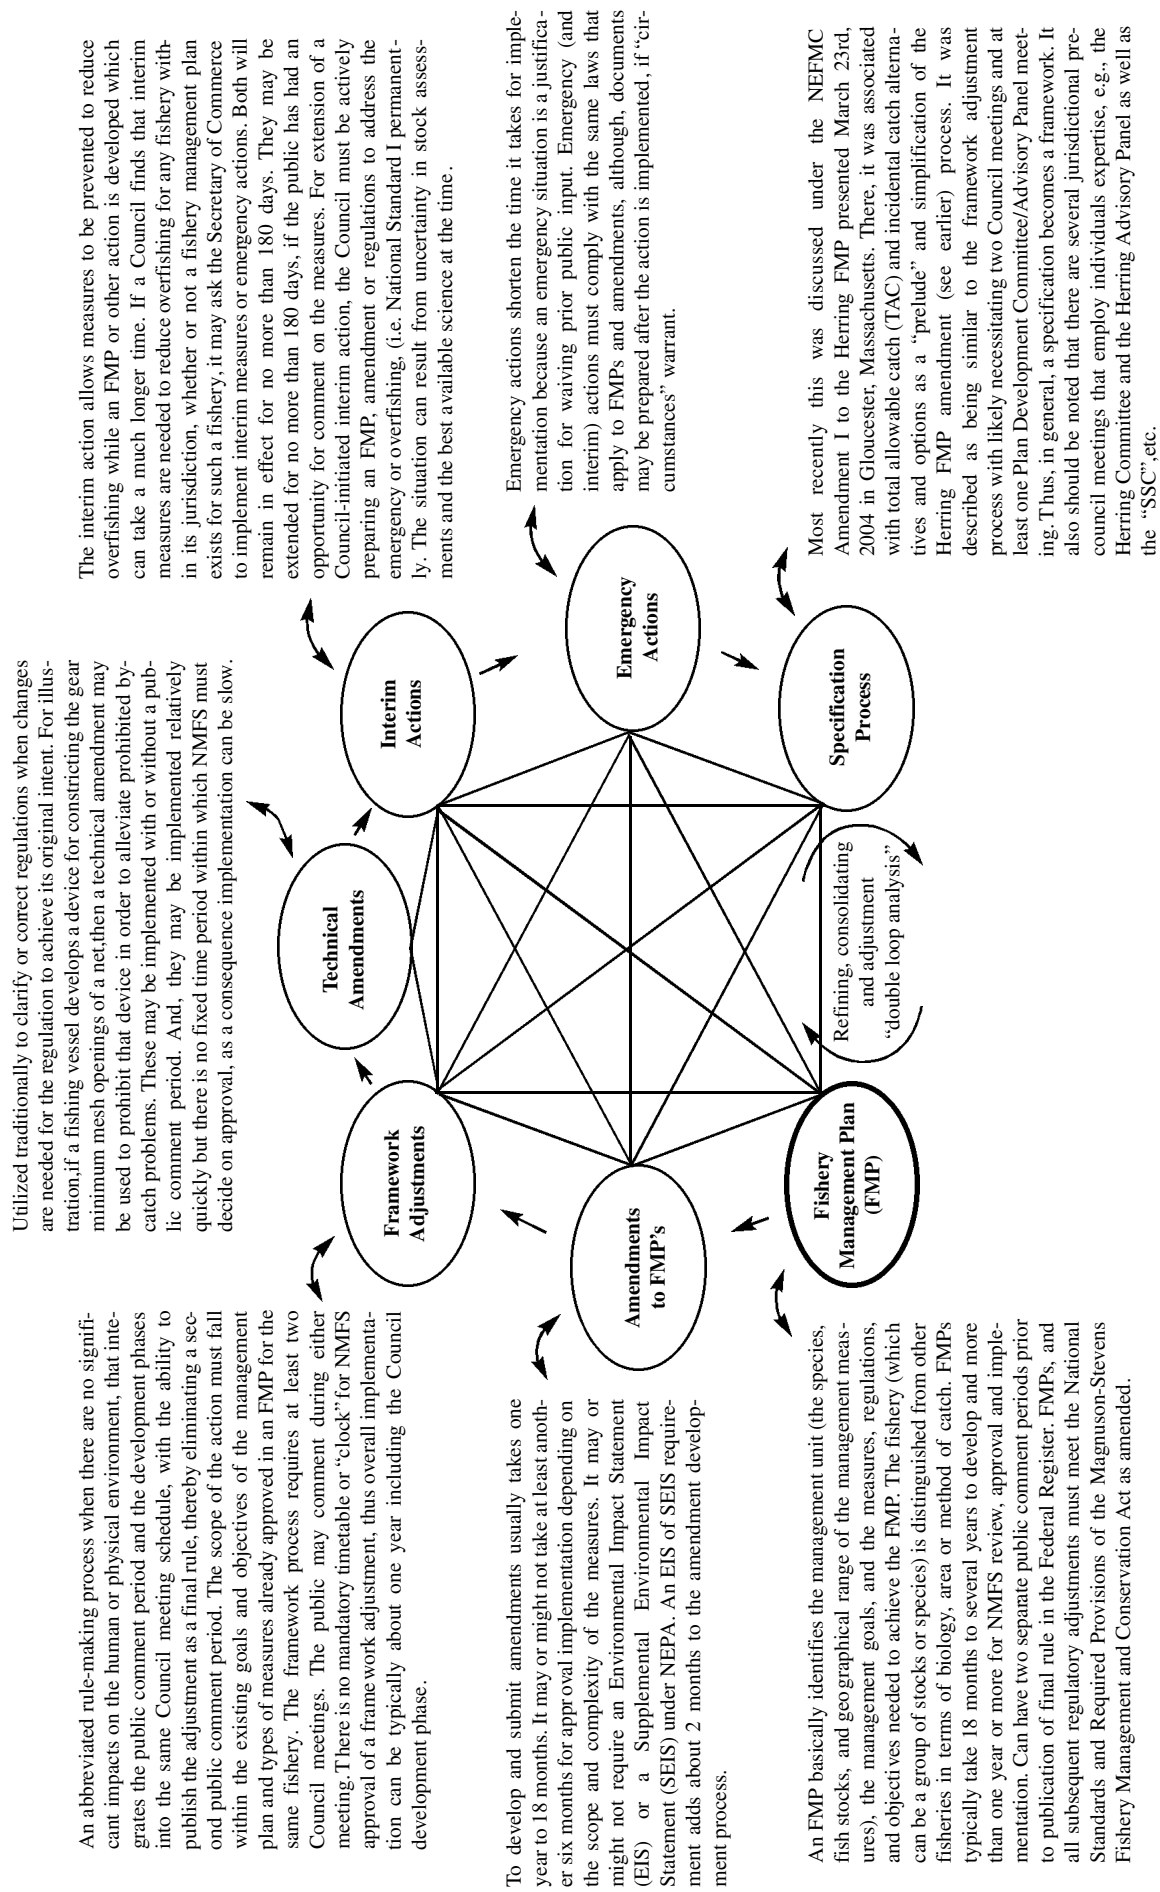 An abbreviated rule-making process when there are no signifi-
cant impacts on the human or physical environment, that inte-
grates the public comment period and the development phases
into the same Council meeting schedule, with the ability to
publish the adjustment as a final rule, thereby eliminating a sec-
ond public comment period. The scope of the action must fall
within the existing goals and objectives of the management
plan and types of measures already approved in an FMP for the
same fishery. The framework process requires at least two
Council meetings. The public may comment during either
meeting.There is no mandatory timetable or “clock” for NMFS
approval of a framework adjustment, thus overall implementa-
tion can be typically about one year including the Council
development phase.
Utilized traditionally to clarify or correct regulations when changes
are needed for the regulation to achieve its original intent. For illus-
tration,if a fishing vessel develops a device for constricting the gear
minimum mesh openings of a net,then a technical amendment may
be used to prohibit that device in order to alleviate prohibited by-
catch problems. These may be implemented with or without a pub-
lic comment period. And, they may be implemented relatively
quickly but there is no fixed time period within which NMFS must
decide on approval, as a consequence implementation can be slow.
The interim action allows measures to be prevented to reduce
overfishing while an FMP or other action is developed which
can take a much longer time. If a Council finds that interim
measures are needed to reduce overfishing for any fishery with-
in its jurisdiction, whether or not a fishery management plan
exists for such a fishery, it may ask the Secretary of Commerce
to implement interim measures or emergency actions. Both will
remain in effect for no more than 180 days. They may be
extended for no more than 180 days, if the public has had an
opportunity for comment on the measures. For extension of a
Council-initiated interim action, the Council must be actively
preparing an FMP, amendment or regulations to address the
emergency or overfishing, (i.e. National Standard I permanent-
ly. The situation can result from uncertainty in stock assess-
ments and the best available science at the time.
To develop and submit amendments usually takes one
year to 18 months. It may or might not take at least anoth-
er six months for approval implementation depending on
the scope and complexity of the measures. It may or
might not require an Environmental Impact Statement
(EIS) or a Supplemental Environmental Impact
Statement (SEIS) under NEPA. An EIS of SEIS require-
ment adds about 2 months to the amendment develop-
ment process.
Emergency actions shorten the time it takes for imple-
mentation because an emergency situation is a justifica-
tion for waiving prior public input. Emergency (and
interim) actions must comply with the same laws that
apply to FMPs and amendments, although, documents
may be prepared after the action is implemented, if “cir-
cumstances” warrant.
An FMP basically identifies the management unit (the species,
fish stocks, and geographical range of the management meas-
ures), the management goals, and the measures, regulations,
and objectives needed to achieve the FMP. The fishery (which
can be a group of stocks or species) is distinguished from other
fisheries in terms of biology, area or method of catch. FMPs
typically take 18 months to several years to develop and more
than one year or more for NMFS review, approval and imple-
mentation. Can have two separate public comment periods prior
to publication of final rule in the Federal Register. FMPs, and
all subsequent regulatory adjustments must meet the National
Standards and Required Provisions of the Magnuson-Stevens
Fishery Management and Conservation Act as amended.
Most recently this was discussed under the NEFMC
Amendment I to the Herring FMP presented March 23rd,
2004 in Gloucester, Massachusetts. There, it was associated
with total allowable catch (TAC) and incidental catch alterna-
tives and options as a “prelude” and simplification of the
Herring FMP amendment (see earlier) process. It was
described as being similar to the framework adjustment
process with likely necessitating two Council meetings and at
least one Plan Development Committee/Advisory Panel meet-
ing. Thus, in general, a specification becomes a framework. It
also should be noted that there are several jurisdictional pre-
council meetings that employ individuals expertise, e.g., the
Herring Committee and the Herring Advisory Panel as well as
the “SSC”,etc.
Technical
Amendments
Framework
Adjustments
Interim
Actions
Amendments
to FMP's
Emergency
Actions
Fishery
Management Plan
(FMP)
Specification
Process
Refining, consolidating
and adjustment
“double loop analysis”